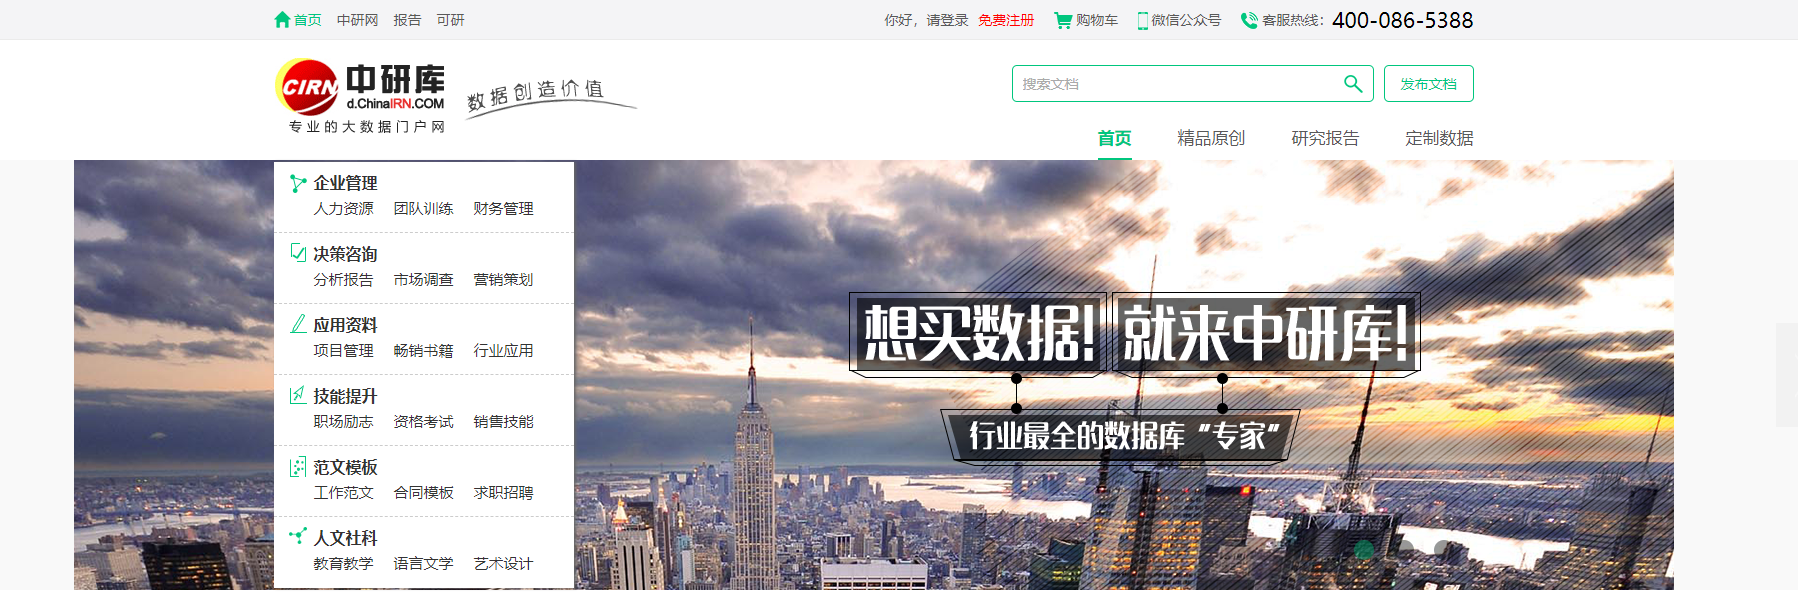 首页 中研网 报告 可研
你好，请登录 免费注册 购物车 微信公众号 客服热线：400-086-5388
CIRN 中研库
d.ChinaIRN.COM
专业的大数据门户网
数据创造价值
搜索文档
发布文档
首页 精品原创 研究报告 定制数据
企业管理
人力资源 团队训练 财务管理
决策咨询
分析报告 市场调查 营销策划
应用资料
项目管理 畅销书籍 行业应用
技能提升
职场励志 资格考试 销售技能
范文模板
工作范文 合同模板 求职招聘
人文社科
教育教学 语言文学 艺术设计
想买数据! 就来中研库!
行业最全的数据库 "专家"